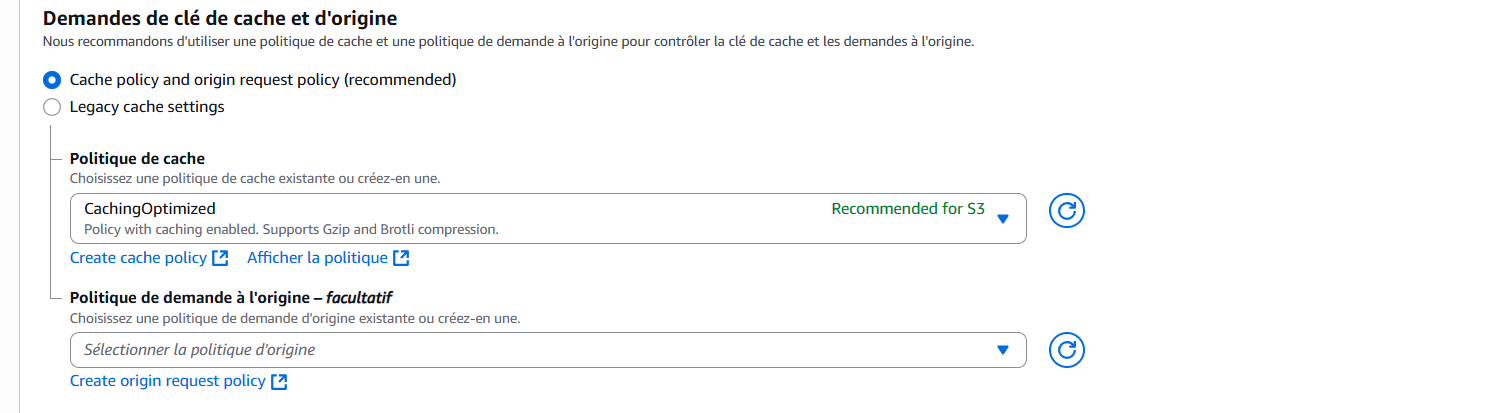 Demandes de clé de cache et d'origine
Nous recommandons d'utiliser une politique de cache et une politique de demande à l'origine pour contrôler la clé de cache et les demandes à l'origine.
Cache policy and origin request policy (recommended)
Legacy cache settings
Politique de cache
Choisissez une politique de cache existante ou créez-en une.
CachingOptimized Recommended for S3
Policy with caching enabled. Supports Gzip and Brotli compression.
Create cache policy Afficher la politique
Politique de demande à l'origine – facultatif
Choisissez une politique de demande d'origine existante ou créez-en une.
Sélectionner la politique d'origine
Create origin request policy